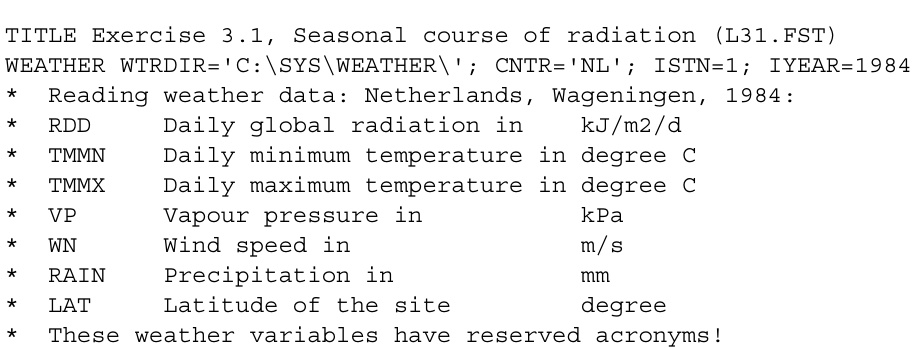 TITLE Exercise 3.1, Seasonal course of radiation (L31.FST)
WEATHER WTRDIR='C:\SYS\WEATHER\'; CNTR='NL'; ISTN=1; IYEAR=1984
* Reading weather data: Netherlands, Wageningen, 1984:
* RDD Daily global radiation in kJ/m2/d
* TMMN Daily minimum temperature in degree C
* TMMX Daily maximum temperature in degree C
* VP Vapour pressure in kPa
* WN Wind speed in m/s
* RAIN Precipitation in mm
* LAT Latitude of the site degree
* These weather variables have reserved acronyms!